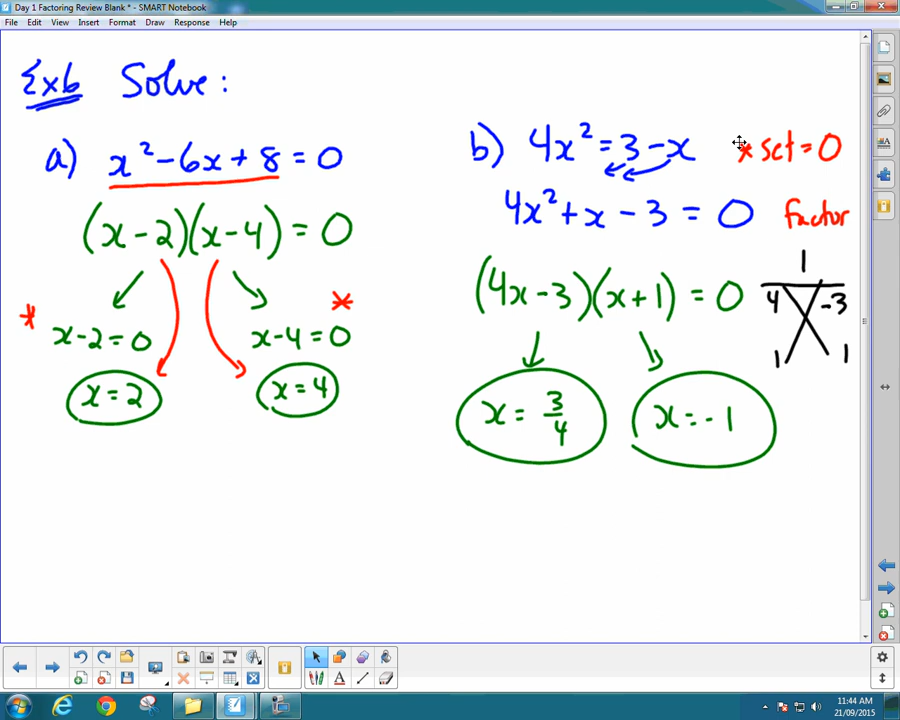 Day 1 Factoring Review Blank * - SMART Notebook
File Edit View Insert Format Draw Response Help
Ex6 Solve:
a) x² - 6x + 8 = 0
(x - 2)(x - 4) = 0
* *
x - 2 = 0 x - 4 = 0
x = 2 x = 4
b) 4x² = 3 - x * set = 0
4x² + x - 3 = 0 factor
(4x - 3)(x + 1) = 0
x = 3/4 x = -1
1
4 -3
1 1
11:44 AM
21/09/2015